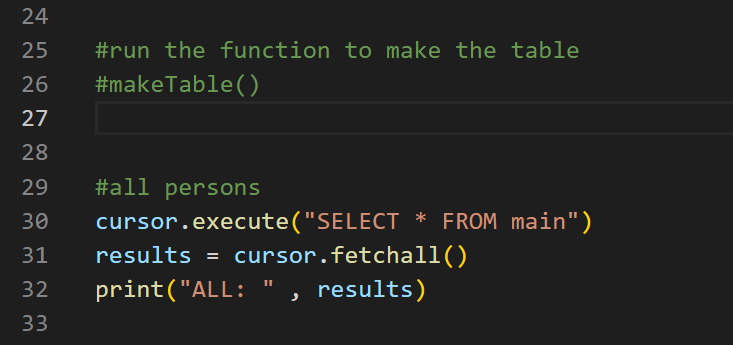 24
25 #run the function to make the table
26 #makeTable()
27
28
29 #all persons
30 cursor.execute("SELECT * FROM main")
31 results = cursor.fetchall()
32 print("ALL: " , results)
33